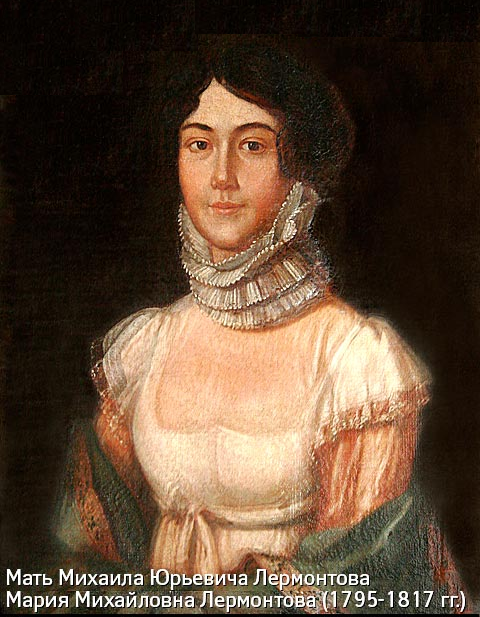 Мать Михаила Юрьевича Лермонтова
Мария Михайловна Лермонтова (1795-1817 гг.)